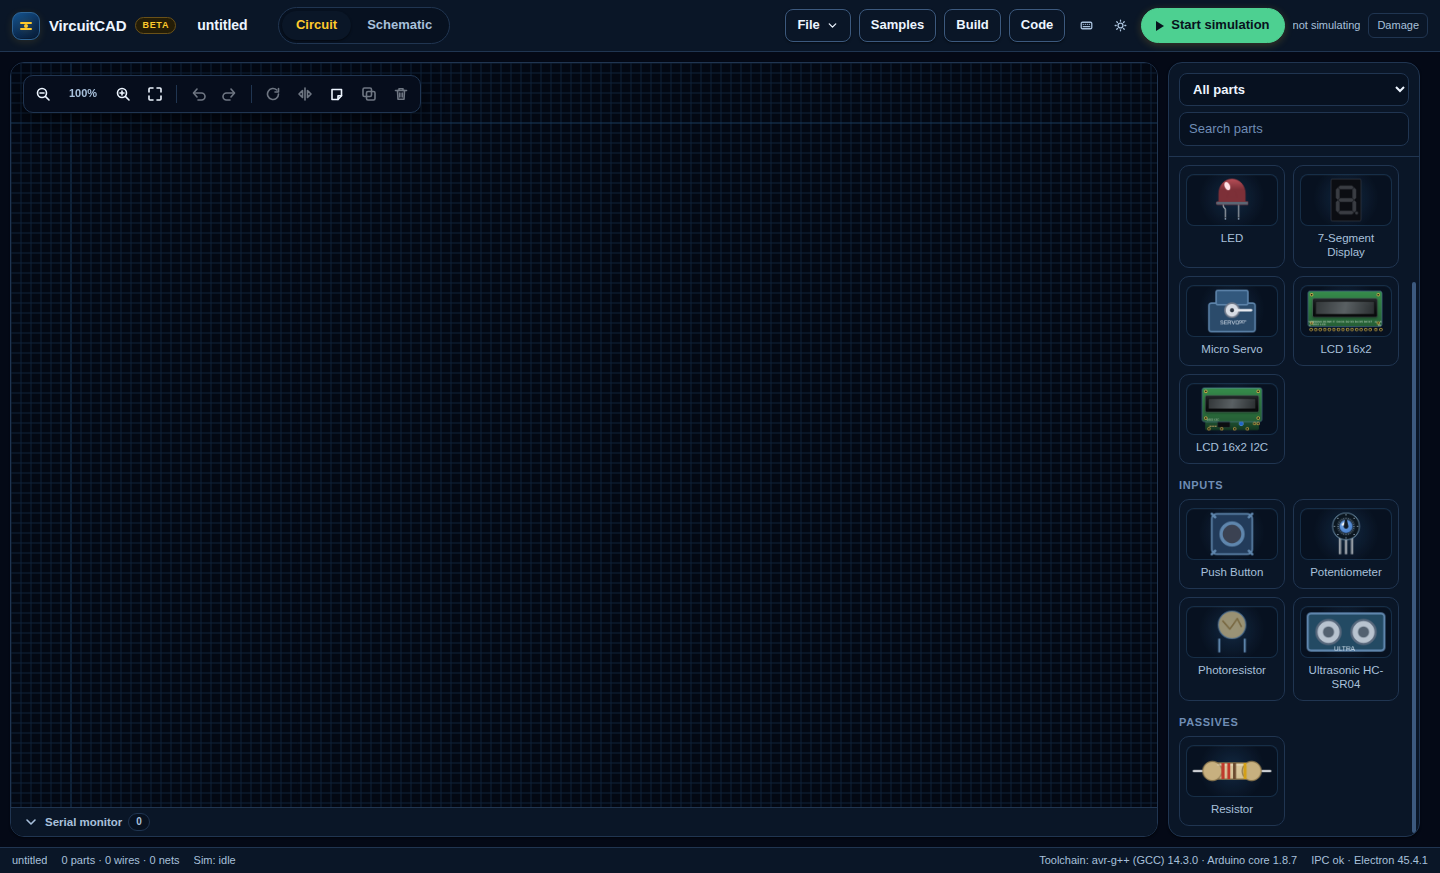 VircuitCAD BETA untitled Circuit Schematic File Samples Build Code Start simulation not simulating Damage
100%
All parts
Search parts
LED
7-Segment Display
SERVO
Micro Servo
LCD 16x2
LCD 16x2 I2C
INPUTS
Push Button
Potentiometer
Photoresistor
ULTRA
Ultrasonic HC-SR04
PASSIVES
Resistor
Serial monitor 0
untitled 0 parts · 0 wires · 0 nets Sim: idle Toolchain: avr-g++ (GCC) 14.3.0 · Arduino core 1.8.7 IPC ok · Electron 45.4.1